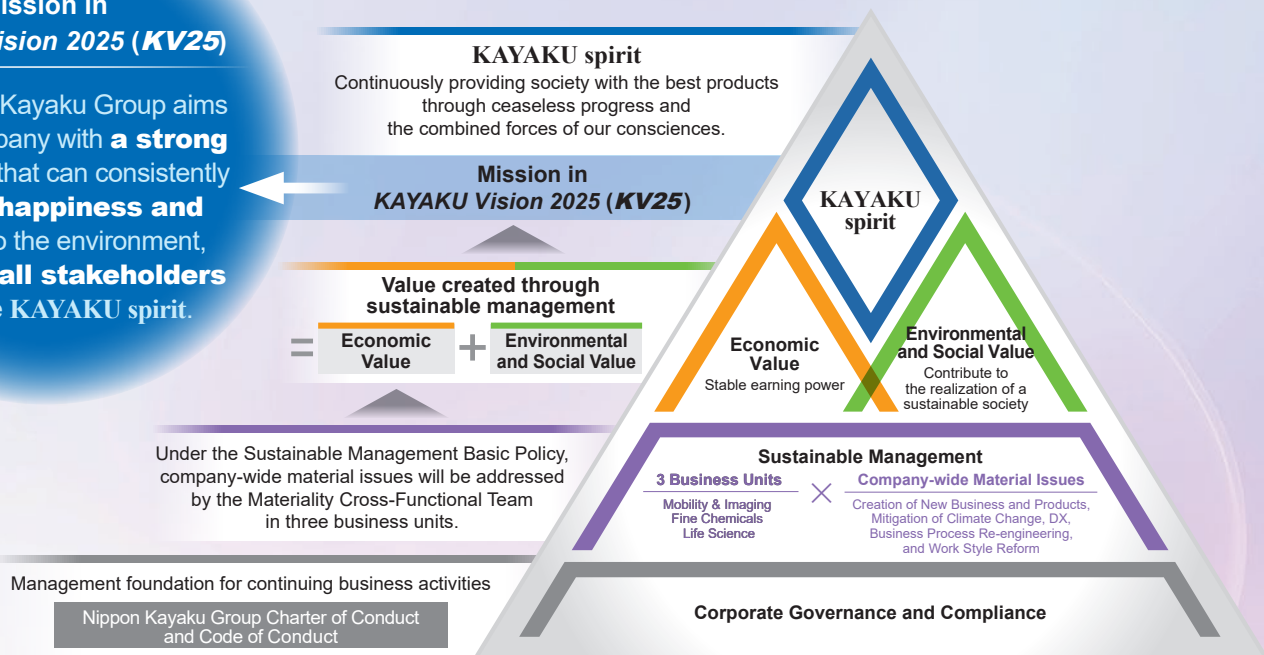 ission in
ision 2025 (KV25)
Kayaku Group aims
pany with a strong
that can consistently
happiness and
o the environment,
all stakeholders
e KAYAKU spirit.
KAYAKU spirit
Continuously providing society with the best products
through ceaseless progress and
the combined forces of our consciences.
Mission in
KAYAKU Vision 2025 (KV25)
Value created through
sustainable management
=
Economic
Value
+
Environmental
and Social Value
Under the Sustainable Management Basic Policy,
company-wide material issues will be addressed
by the Materiality Cross-Functional Team
in three business units.
Management foundation for continuing business activities
Nippon Kayaku Group Charter of Conduct
and Code of Conduct
KAYAKU
spirit
Economic
Value
Stable earning power
Environmental
and Social Value
Contribute to
the realization of a
sustainable society
Sustainable Management
3 Business Units
Mobility & Imaging
Fine Chemicals
Life Science
×
Company-wide Material Issues
Creation of New Business and Products,
Mitigation of Climate Change, DX,
Business Process Re-engineering,
and Work Style Reform
Corporate Governance and Compliance